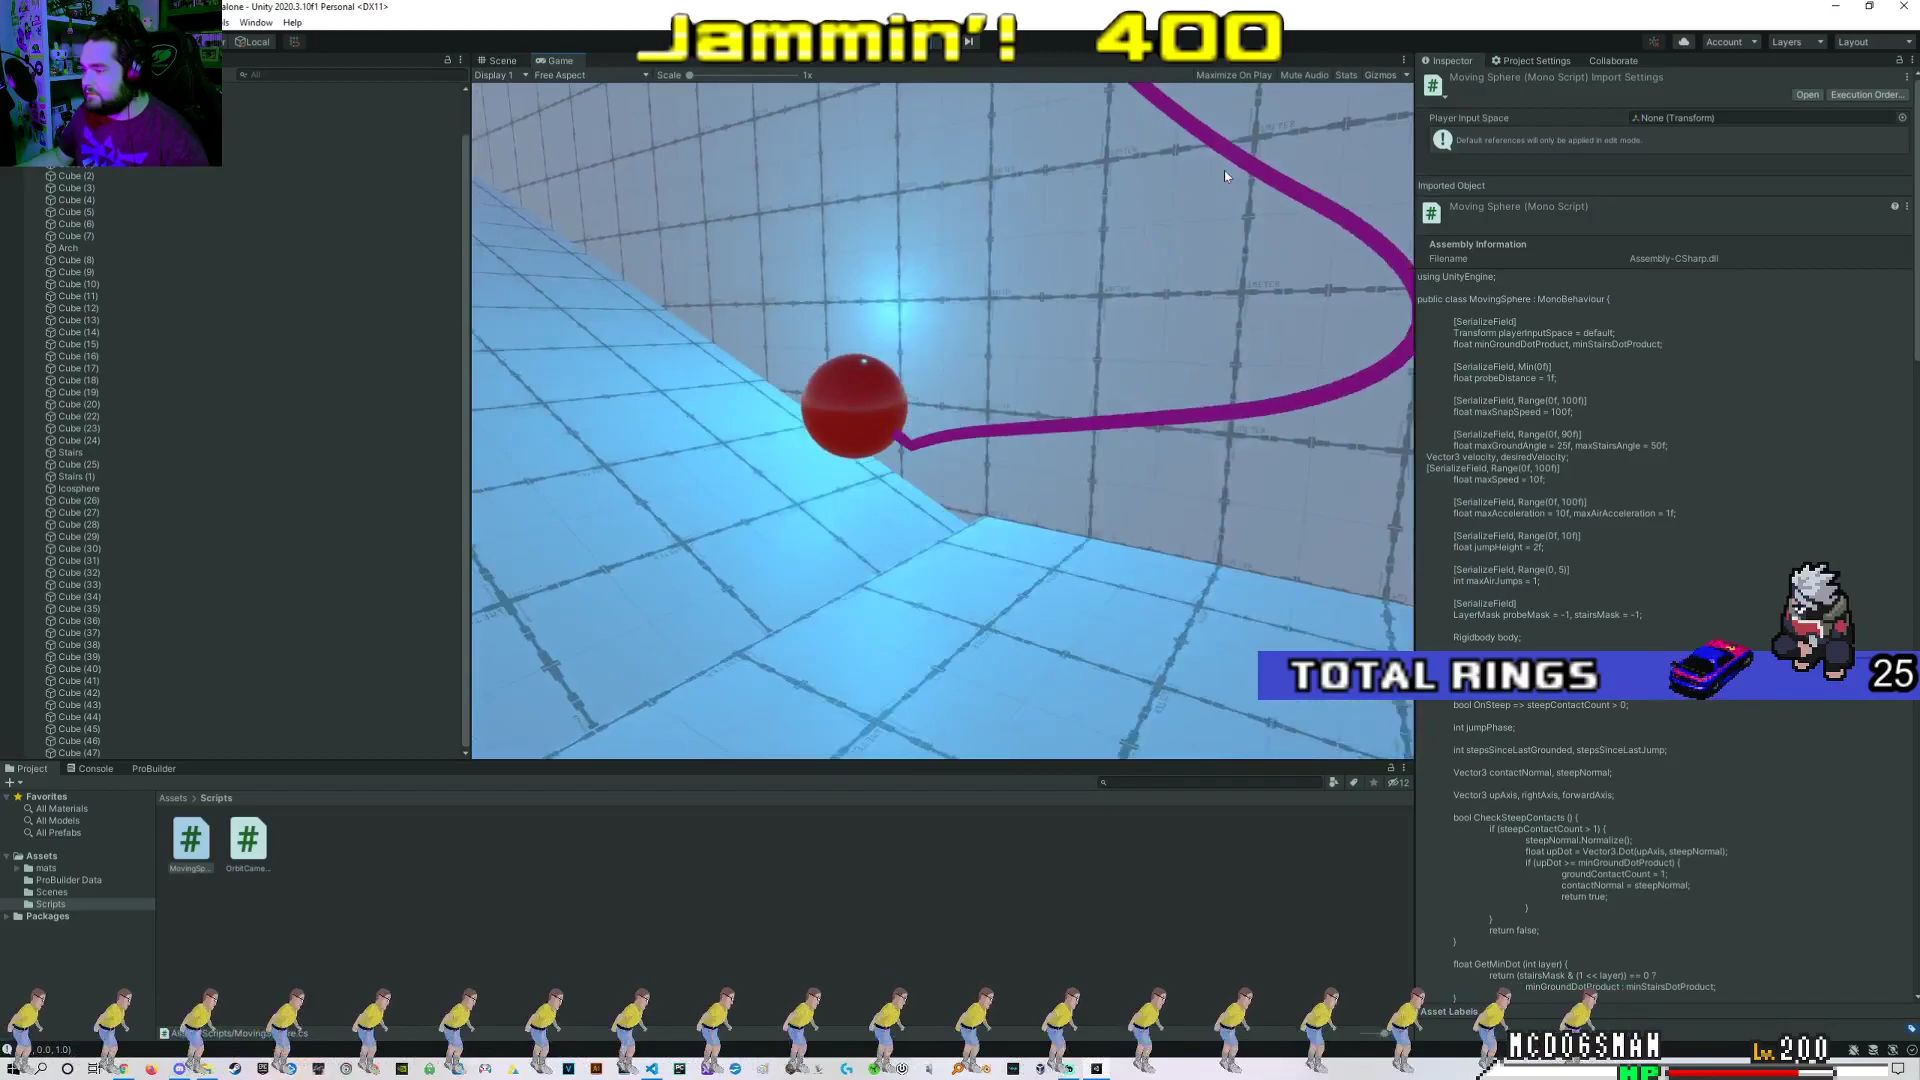 alone - Unity 2020.3.10f1 Personal <DX11>
Window Help
Local
Jammin'! 400
Account Layers Layout
All
Scene Game
Display 1 Free Aspect Scale 1x Maximize On Play Mute Audio Stats Gizmos
Inspector Project Settings Collaborate
Moving Sphere (Mono Script) Import Settings
Open Execution Order...
Player Input Space None (Transform)
Default references will only be applied in edit mode.
Imported Object
Moving Sphere (Mono Script)
Assembly Information
Filename Assembly-CSharp.dll
using UnityEngine;
public class MovingSphere : MonoBehaviour {
[SerializeField]
Transform playerInputSpace = default;
float minGroundDotProduct, minStairsDotProduct;
[SerializeField, Min(0f)]
float probeDistance = 1f;
[SerializeField, Range(0f, 100f)]
float maxSnapSpeed = 100f;
[SerializeField, Range(0f, 90f)]
float maxGroundAngle = 25f, maxStairsAngle = 50f;
Vector3 velocity, desiredVelocity;
[SerializeField, Range(0f, 100f)]
float maxSpeed = 10f;
[SerializeField, Range(0f, 100f)]
float maxAcceleration = 10f, maxAirAcceleration = 1f;
[SerializeField, Range(0f, 10f)]
float jumpHeight = 2f;
[SerializeField, Range(0, 5)]
int maxAirJumps = 1;
[SerializeField]
LayerMask probeMask = -1, stairsMask = -1;
Rigidbody body;
TOTAL RINGS 25
bool OnSteep => steepContactCount > 0;
int jumpPhase;
int stepsSinceLastGrounded, stepsSinceLastJump;
Vector3 contactNormal, steepNormal;
Vector3 upAxis, rightAxis, forwardAxis;
bool CheckSteepContacts () {
if (steepContactCount > 1) {
steepNormal.Normalize();
float upDot = Vector3.Dot(upAxis, steepNormal);
if (upDot >= minGroundDotProduct) {
groundContactCount = 1;
contactNormal = steepNormal;
return true;
}
}
return false;
}
float GetMinDot (int layer) {
return (stairsMask & (1 << layer)) == 0 ?
minGroundDotProduct : minStairsDotProduct;
}
Asset Labels
Cube (2)
Cube (3)
Cube (4)
Cube (5)
Cube (6)
Cube (7)
Arch
Cube (8)
Cube (9)
Cube (10)
Cube (11)
Cube (12)
Cube (13)
Cube (14)
Cube (15)
Cube (16)
Cube (17)
Cube (18)
Cube (19)
Cube (20)
Cube (22)
Cube (23)
Cube (24)
Stairs
Cube (25)
Stairs (1)
Icosphere
Cube (26)
Cube (27)
Cube (28)
Cube (29)
Cube (30)
Cube (31)
Cube (32)
Cube (33)
Cube (34)
Cube (35)
Cube (36)
Cube (37)
Cube (38)
Cube (39)
Cube (40)
Cube (41)
Cube (42)
Cube (43)
Cube (44)
Cube (45)
Cube (46)
Cube (47)
Project Console ProBuilder
12
Favorites
All Materials
All Models
All Prefabs
Assets
mats
ProBuilder Data
Scenes
Scripts
Packages
Assets > Scripts
MovingSp... OrbitCame...
0.0, 1.0)
MCDOGSMAN
Lv. 200
HP